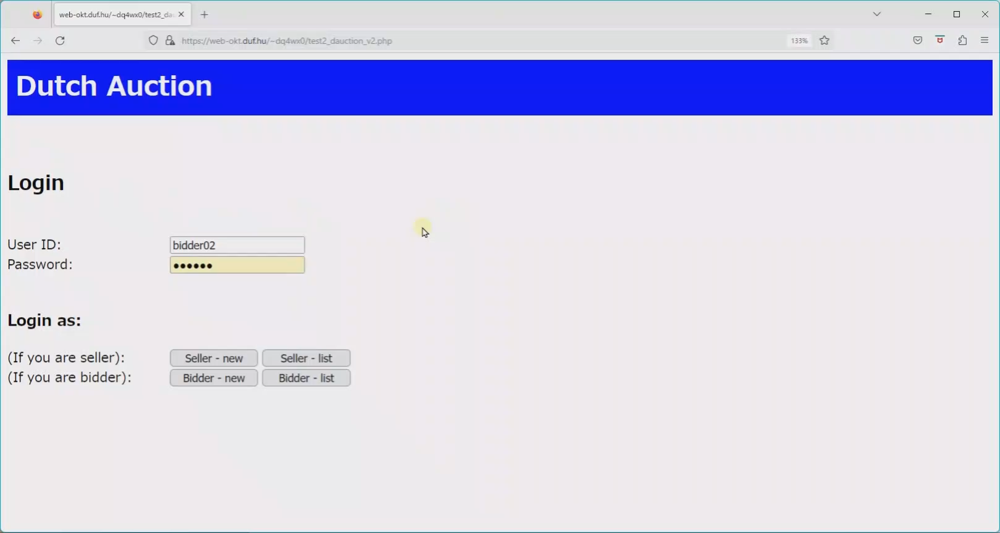 web-okt.duf.hu/~dq4wx0/test2_da
https://web-okt.duf.hu/~dq4wx0/test2_dauction_v2.php
133%
Dutch Auction
Login
User ID: bidder02
Password: ●●●●●●
Login as:
(If you are seller): Seller - new Seller - list
(If you are bidder): Bidder - new Bidder - list